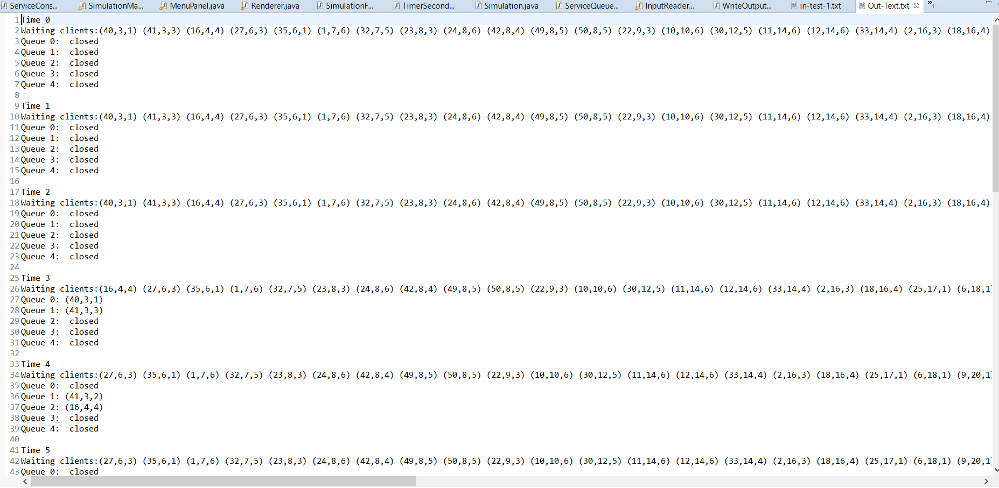 ServiceCons... SimulationMa... MenuPanel.java Renderer.java SimulationF... TimerSecond... Simulation.java ServiceQueue... InputReader... WriteOutput... in-test-1.txt Out-Text.txt »1
1 Time 0
2 Waiting clients:(40,3,1) (41,3,3) (16,4,4) (27,6,3) (35,6,1) (1,7,6) (32,7,5) (23,8,3) (24,8,6) (42,8,4) (49,8,5) (50,8,5) (22,9,3) (10,10,6) (30,12,5) (11,14,6) (12,14,6) (33,14,4) (2,16,3) (18,16,4)
3 Queue 0:  closed
4 Queue 1:  closed
5 Queue 2:  closed
6 Queue 3:  closed
7 Queue 4:  closed
8
9 Time 1
10 Waiting clients:(40,3,1) (41,3,3) (16,4,4) (27,6,3) (35,6,1) (1,7,6) (32,7,5) (23,8,3) (24,8,6) (42,8,4) (49,8,5) (50,8,5) (22,9,3) (10,10,6) (30,12,5) (11,14,6) (12,14,6) (33,14,4) (2,16,3) (18,16,4)
11 Queue 0:  closed
12 Queue 1:  closed
13 Queue 2:  closed
14 Queue 3:  closed
15 Queue 4:  closed
16
17 Time 2
18 Waiting clients:(40,3,1) (41,3,3) (16,4,4) (27,6,3) (35,6,1) (1,7,6) (32,7,5) (23,8,3) (24,8,6) (42,8,4) (49,8,5) (50,8,5) (22,9,3) (10,10,6) (30,12,5) (11,14,6) (12,14,6) (33,14,4) (2,16,3) (18,16,4)
19 Queue 0:  closed
20 Queue 1:  closed
21 Queue 2:  closed
22 Queue 3:  closed
23 Queue 4:  closed
24
25 Time 3
26 Waiting clients:(16,4,4) (27,6,3) (35,6,1) (1,7,6) (32,7,5) (23,8,3) (24,8,6) (42,8,4) (49,8,5) (50,8,5) (22,9,3) (10,10,6) (30,12,5) (11,14,6) (12,14,6) (33,14,4) (2,16,3) (18,16,4) (25,17,1) (6,18,1)
27 Queue 0: (40,3,1)
28 Queue 1: (41,3,3)
29 Queue 2:  closed
30 Queue 3:  closed
31 Queue 4:  closed
32
33 Time 4
34 Waiting clients:(27,6,3) (35,6,1) (1,7,6) (32,7,5) (23,8,3) (24,8,6) (42,8,4) (49,8,5) (50,8,5) (22,9,3) (10,10,6) (30,12,5) (11,14,6) (12,14,6) (33,14,4) (2,16,3) (18,16,4) (25,17,1) (6,18,1) (9,20,1
35 Queue 0:  closed
36 Queue 1: (41,3,2)
37 Queue 2: (16,4,4)
38 Queue 3:  closed
39 Queue 4:  closed
40
41 Time 5
42 Waiting clients:(27,6,3) (35,6,1) (1,7,6) (32,7,5) (23,8,3) (24,8,6) (42,8,4) (49,8,5) (50,8,5) (22,9,3) (10,10,6) (30,12,5) (11,14,6) (12,14,6) (33,14,4) (2,16,3) (18,16,4) (25,17,1) (6,18,1) (9,20,1
43 Queue 0:  closed